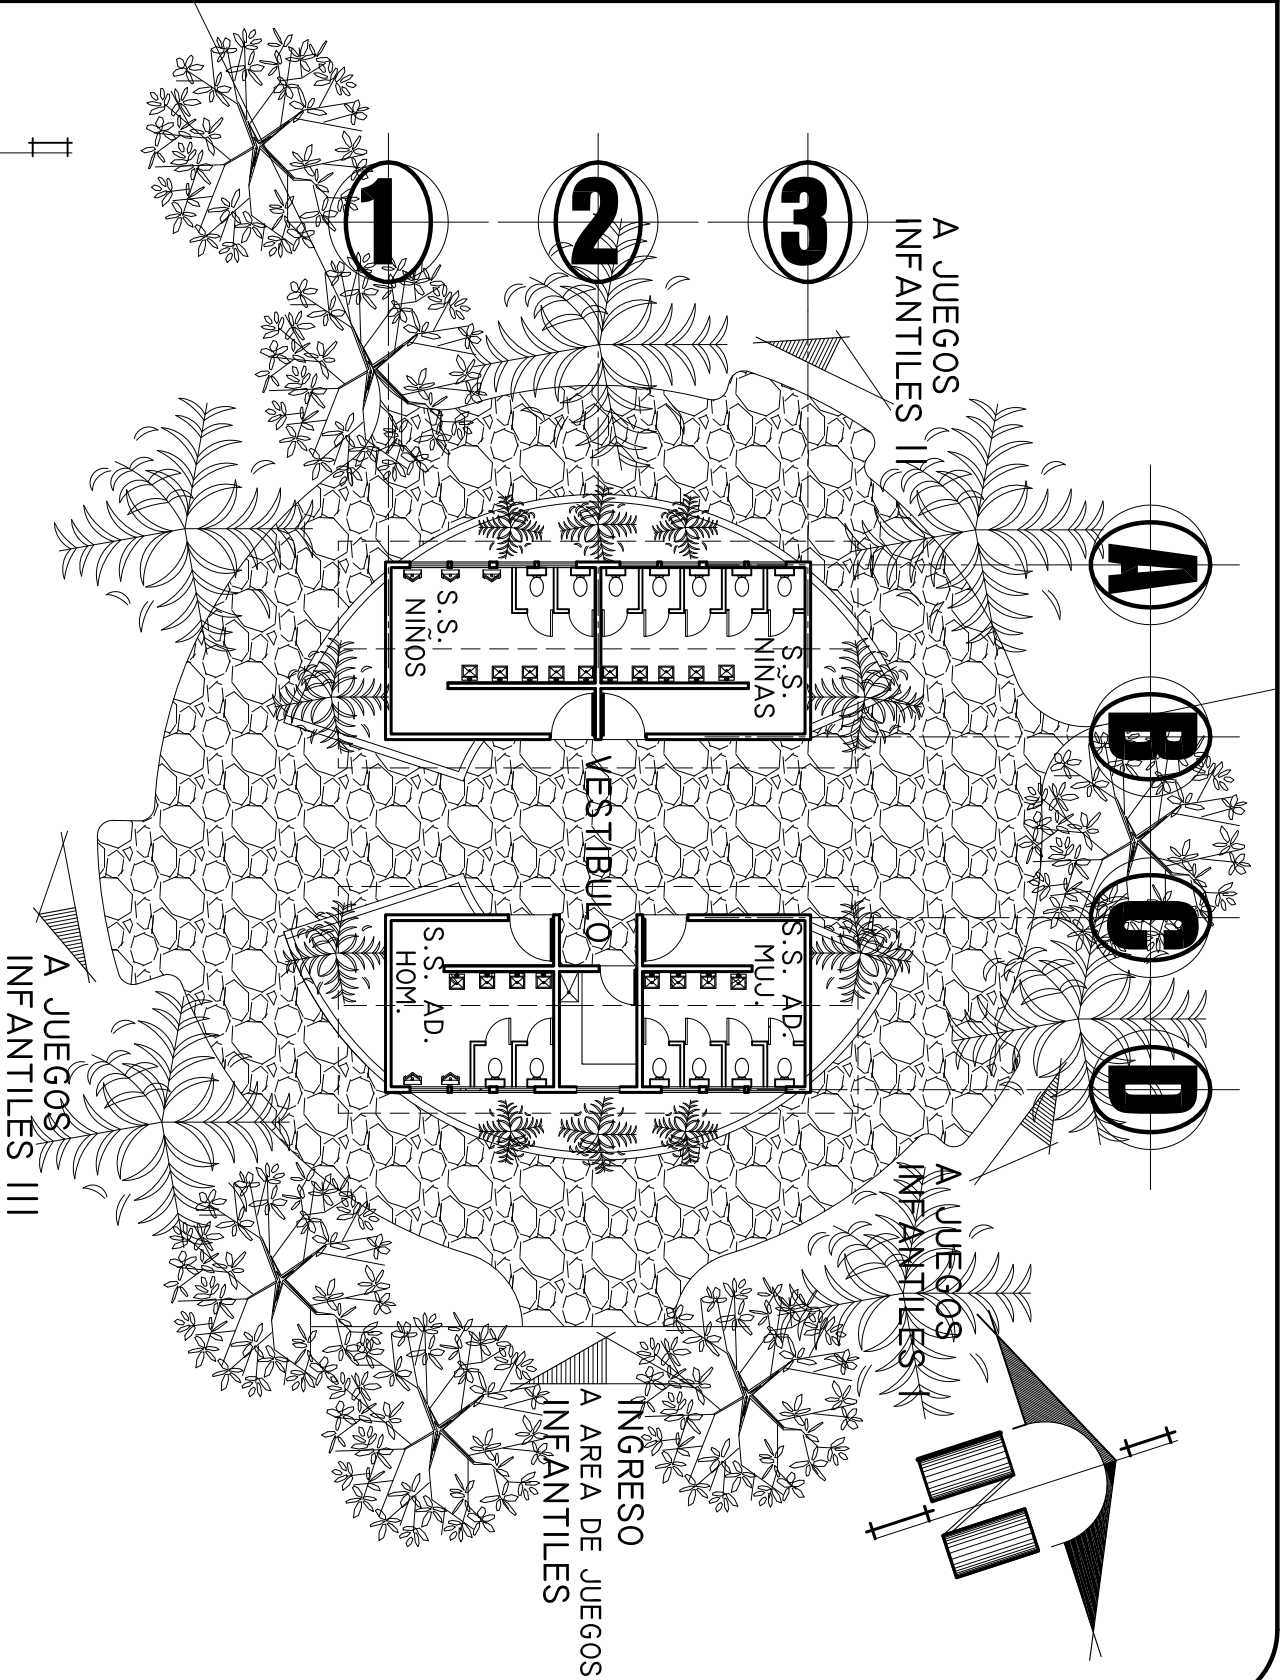 1
2
3
A
B
C
D
A JUEGOS
INFANTILES II
S.S.
NIÑAS
S.S.
NIÑOS
VESTIBULO
S.S. AD.
MUJ.
S.S. AD.
HOM.
A JUEGOS
INFANTILES I
A JUEGOS
INFANTILES III
INGRESO
A AREA DE JUEGOS
INFANTILES